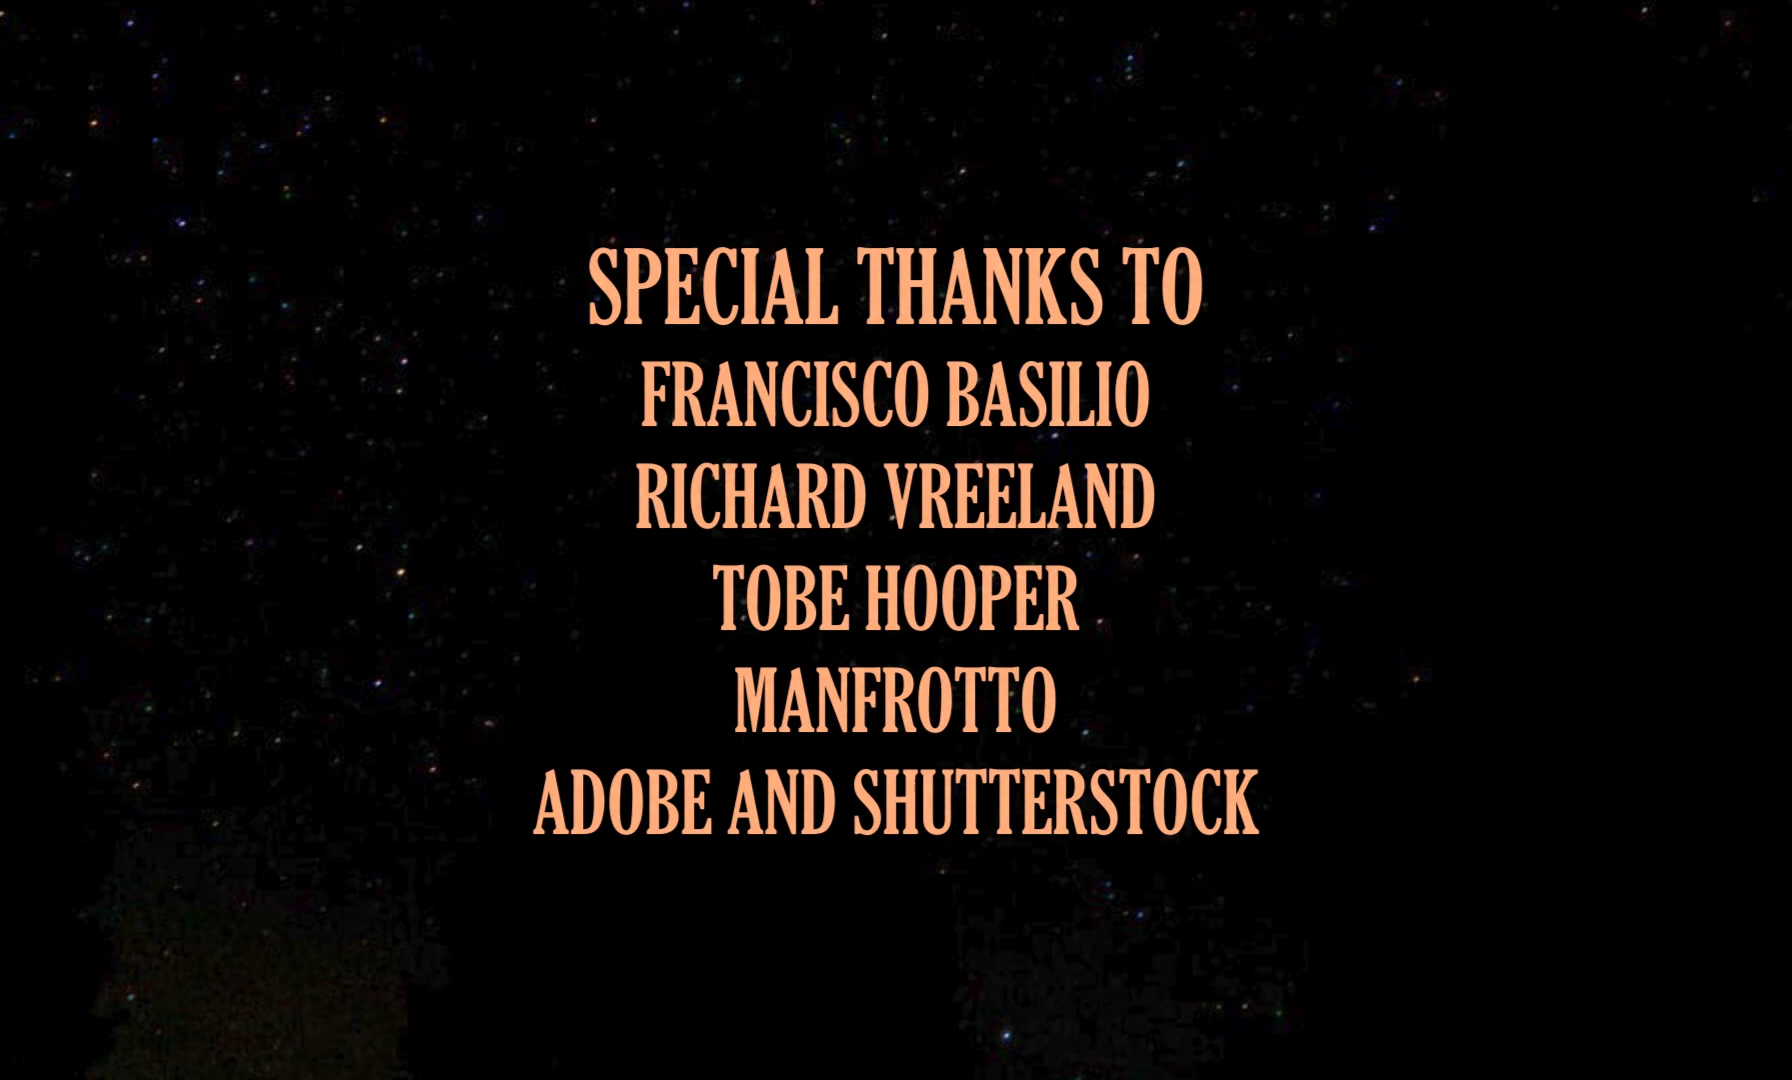 SPECIAL THANKS TO
FRANCISCO BASILIO
RICHARD VREELAND
TOBE HOOPER
MANFROTTO
ADOBE AND SHUTTERSTOCK